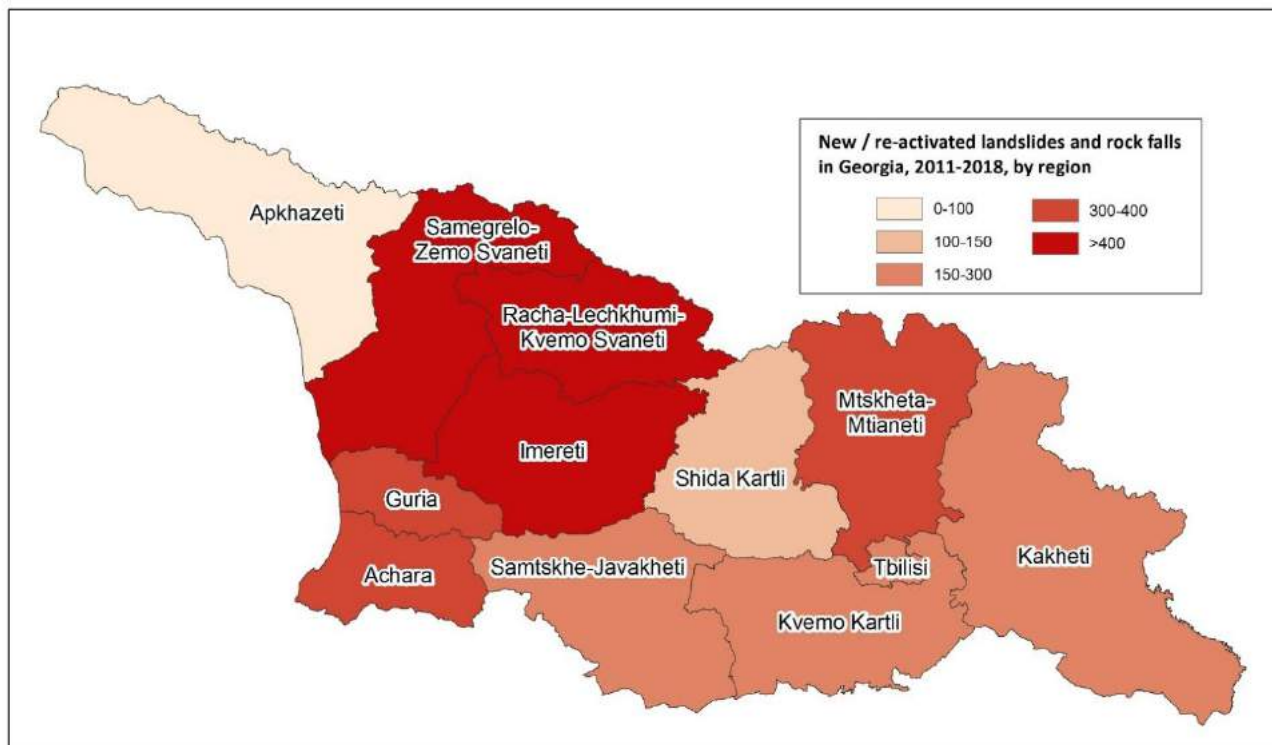 New / re-activated landslides and rock falls
in Georgia, 2011-2018, by region
0-100
100-150
150-300
300-400
>400
Apkhazeti
Samegrelo-
Zemo Svaneti
Racha-Lechkhumi-
Kvemo Svaneti
Mtskheta-
Mtianeti
Imereti
Shida Kartli
Guria
Achara
Samtskhe-Javakheti
Tbilisi
Kakheti
Kvemo Kartli